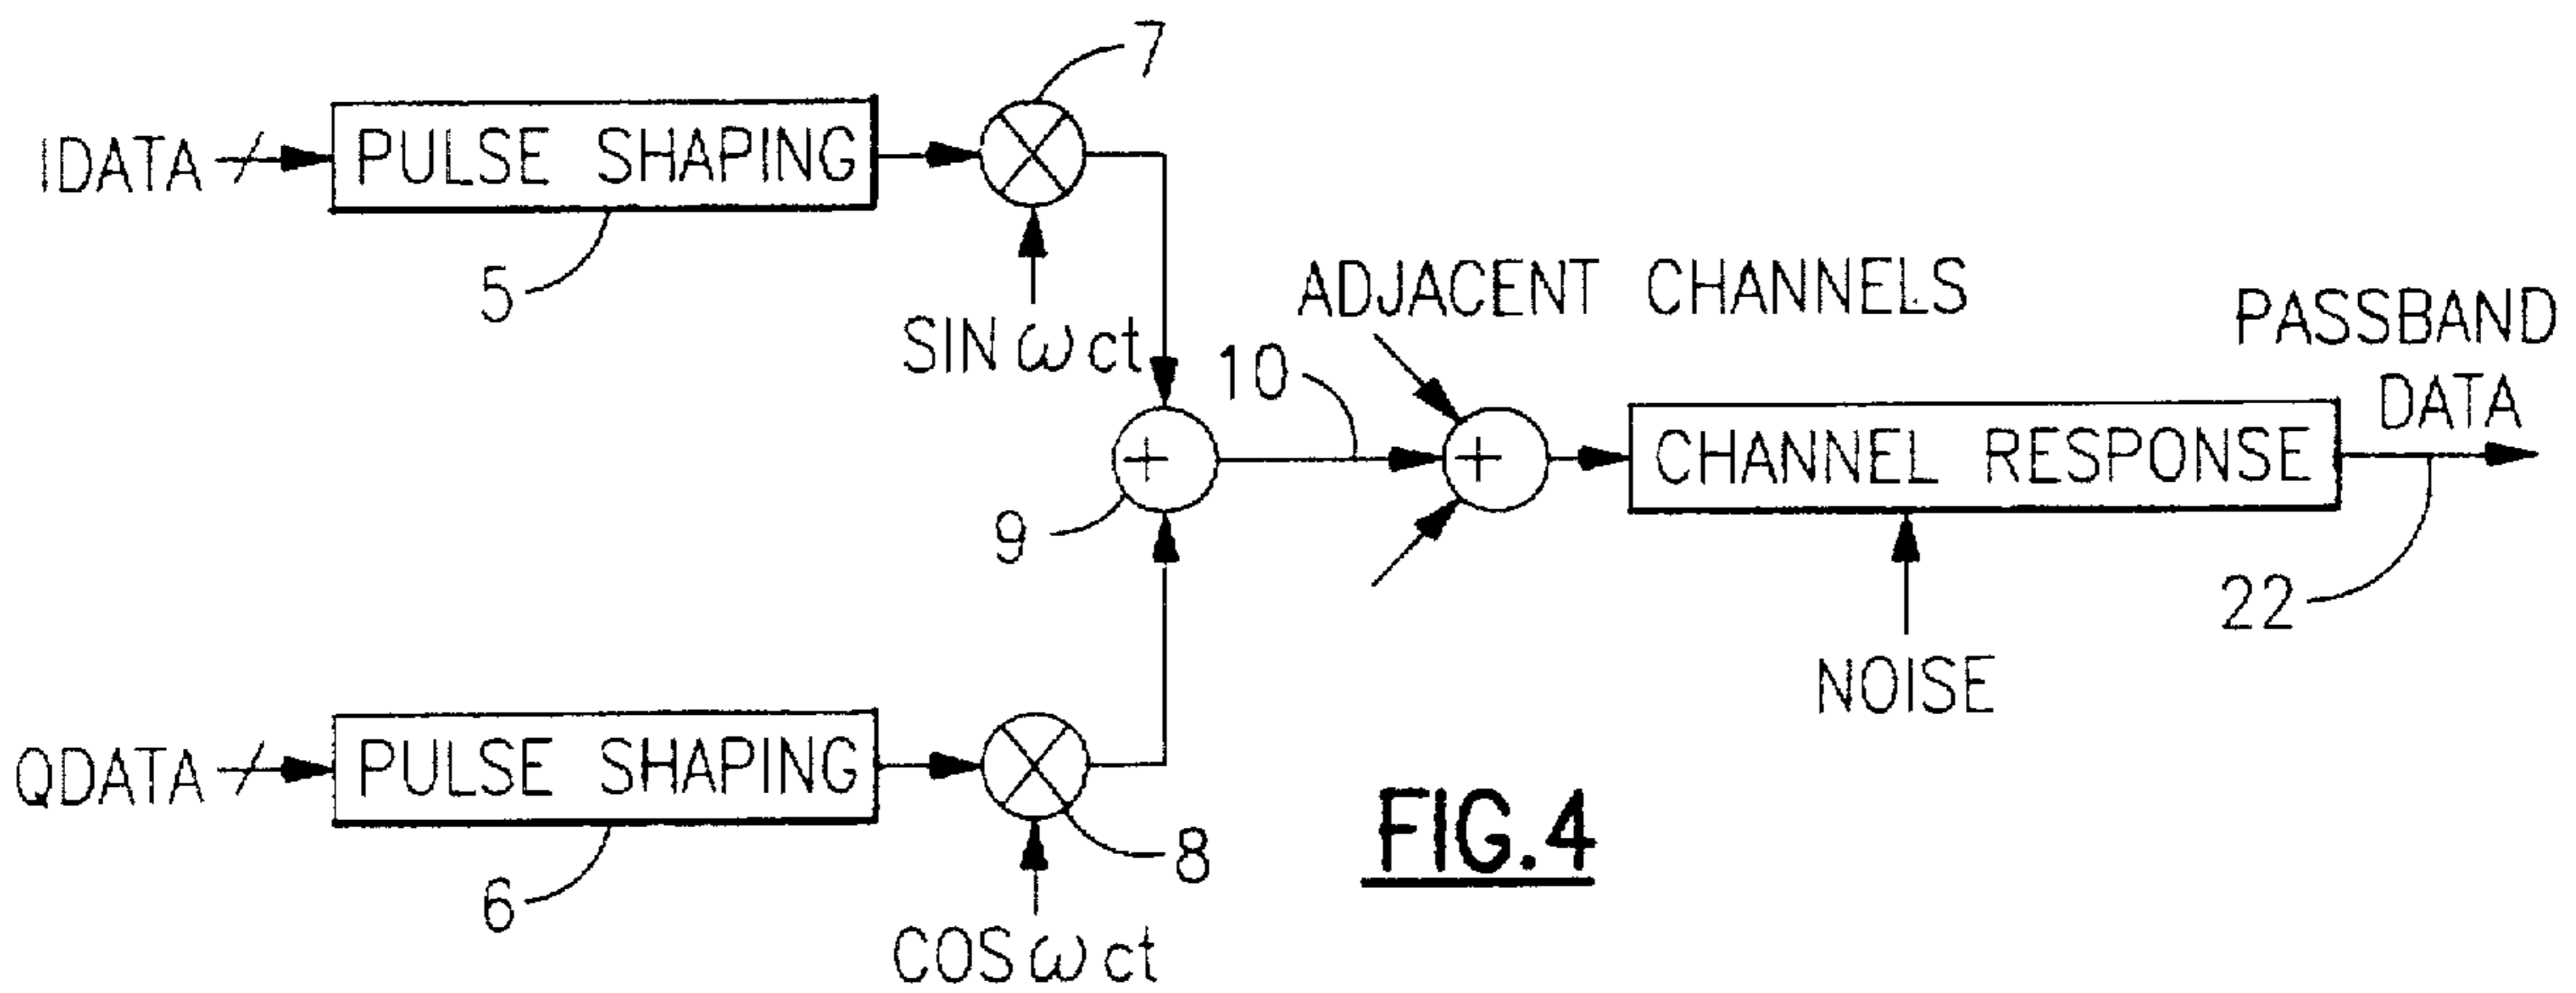 7
IDATA
PULSE SHAPING
5
SIN ω ct
ADJACENT CHANNELS
PASSBAND
DATA
10
+
+
CHANNEL RESPONSE
9
22
NOISE
QDATA
PULSE SHAPING
8
6
COS ω ct
FIG.4